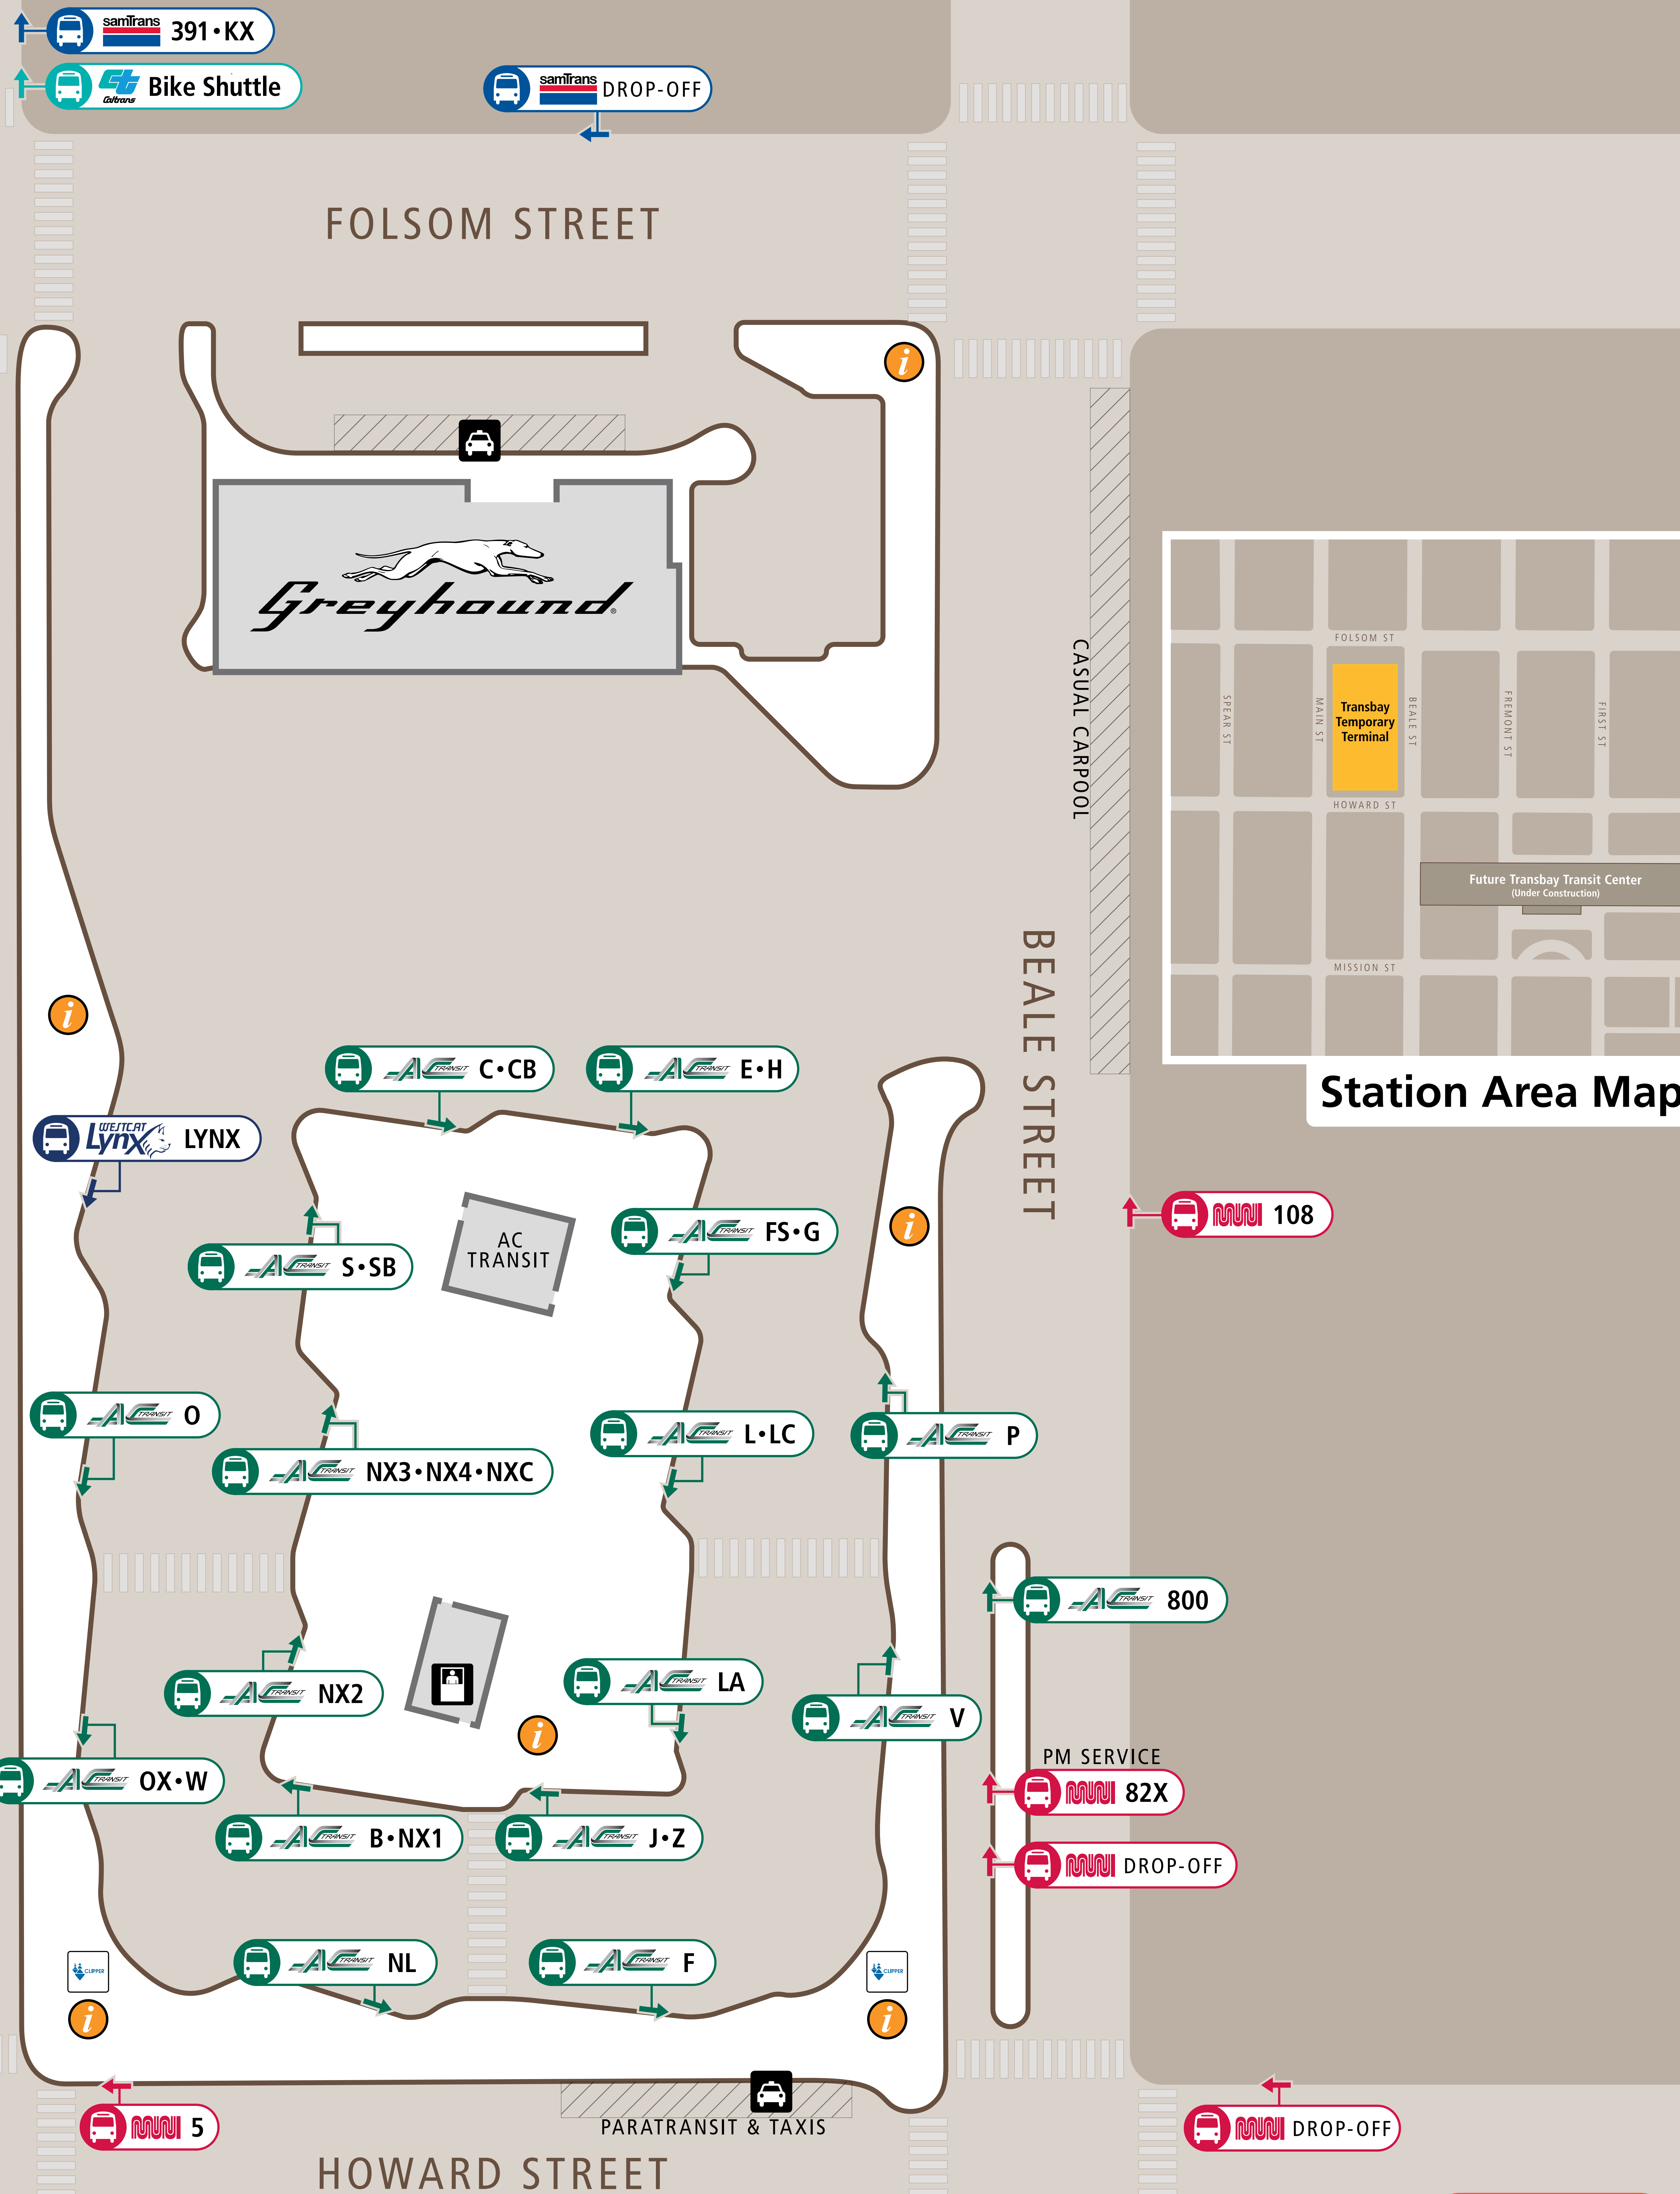 samTrans 391•KX
Caltrans Bike Shuttle
samTrans DROP-OFF
FOLSOM STREET
Greyhound®
CASUAL CARPOOL
BEALE STREET
FOLSOM ST
SPEAR ST
MAIN ST
Transbay
Temporary
Terminal
BEALE ST
FREMONT ST
FIRST ST
HOWARD ST
Future Transbay Transit Center
(Under Construction)
MISSION ST
Station Area Map
AC TRANSIT C•CB
AC TRANSIT E•H
WESTCAT
Lynx LYNX
AC
TRANSIT
AC TRANSIT FS•G
MUNI 108
AC TRANSIT S•SB
AC TRANSIT O
AC TRANSIT L•LC
AC TRANSIT P
AC TRANSIT NX3•NX4•NXC
AC TRANSIT 800
AC TRANSIT NX2
AC TRANSIT LA
AC TRANSIT V
PM SERVICE
MUNI 82X
AC TRANSIT OX•W
AC TRANSIT B•NX1
AC TRANSIT J•Z
MUNI DROP-OFF
AC TRANSIT NL
AC TRANSIT F
CLIPPER
CLIPPER
i
i
i
i
i
i
MUNI 5
PARATRANSIT & TAXIS
MUNI DROP-OFF
HOWARD STREET